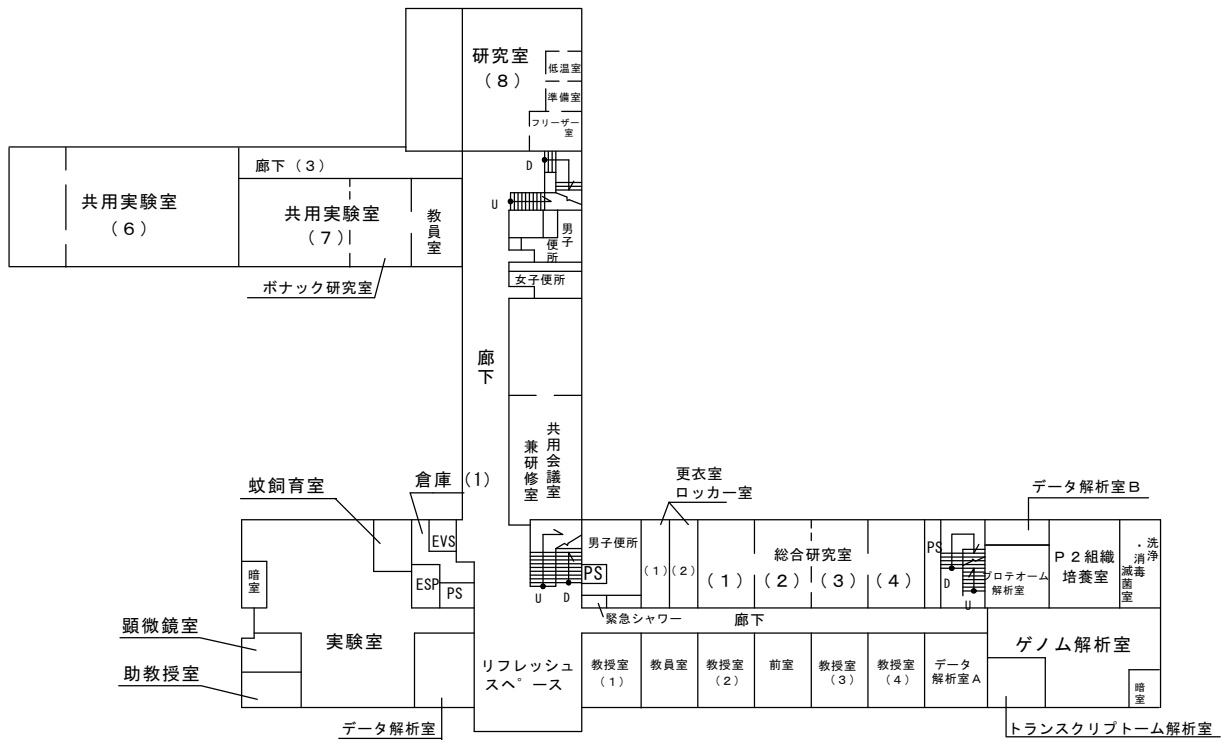 研究室
(8)
低温室
準備室
フリーザー
室
D
U
廊下(3)
共用実験室
(6)
共用実験室
(7)
教員室
ボナック研究室
男子
便所
女子便所
廊下
共用会議室
兼研修室
蚊飼育室
倉庫(1)
更衣室
ロッカー室
データ解析室B
EVS
ESP
PS
暗室
顕微鏡室
助教授室
実験室
データ解析室
リフレッシュ
スペース
U
D
男子便所
PS
緊急シャワー
(1)
(2)
総合研究室
(1)
(2)
(3)
(4)
PS
D
U
プロテオーム
解析室
P2組織
培養室
洗浄
・消毒
滅菌室
廊下
教授室
(1)
教員室
教授室
(2)
前室
教授室
(3)
教授室
(4)
データ
解析室A
ゲノム解析室
暗室
トランスクリプトーム解析室